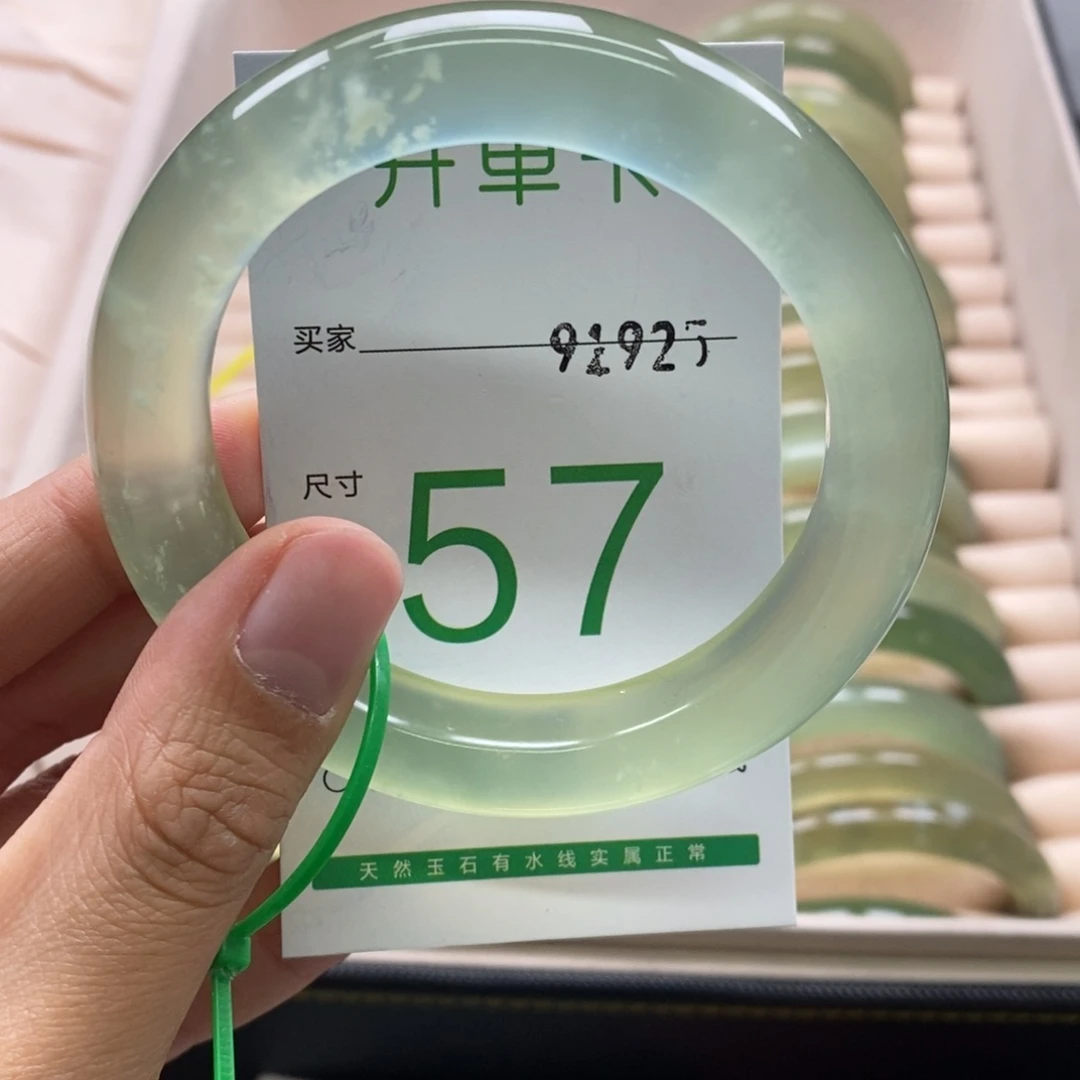 开单卡
买家 91925
尺寸 57
天然玉石有水线实属正常